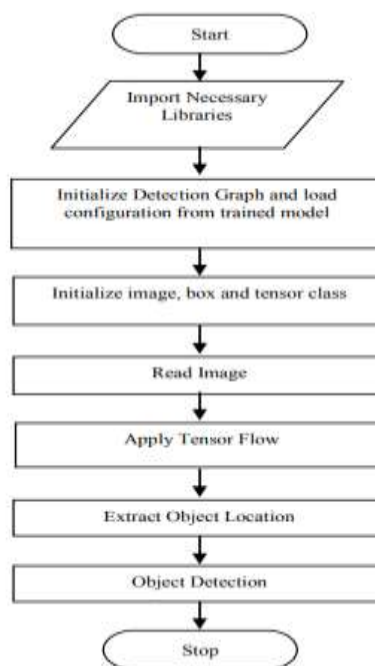 Start
Import Necessary
Libraries
Initialize Detection Graph and load
configuration from trained model
Initialize image, box and tensor class
Read Image
Apply Tensor Flow
Extract Object Location
Object Detection
Stop